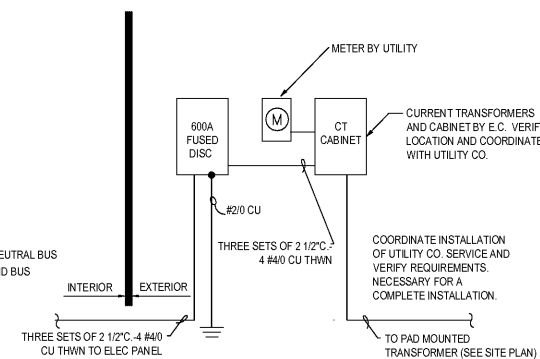 METER BY UTILITY
600A
FUSED
DISC
M
CT
CABINET
CURRENT TRANSFORMERS
AND CABINET BY E.C. VERIF
LOCATION AND COORDINATE
WITH UTILITY CO.
#2/0 CU
THREE SETS OF 2 1/2"C.-
4 #4/0 CU THWN
COORDINATE INSTALLATION
OF UTILITY CO. SERVICE AND
VERIFY REQUIREMENTS.
NECESSARY FOR A
COMPLETE INSTALLATION.
EUTRAL BUS
ND BUS
INTERIOR
EXTERIOR
THREE SETS OF 2 1/2"C.-4 #4/0
CU THWN TO ELEC PANEL
TO PAD MOUNTED
TRANSFORMER (SEE SITE PLAN)